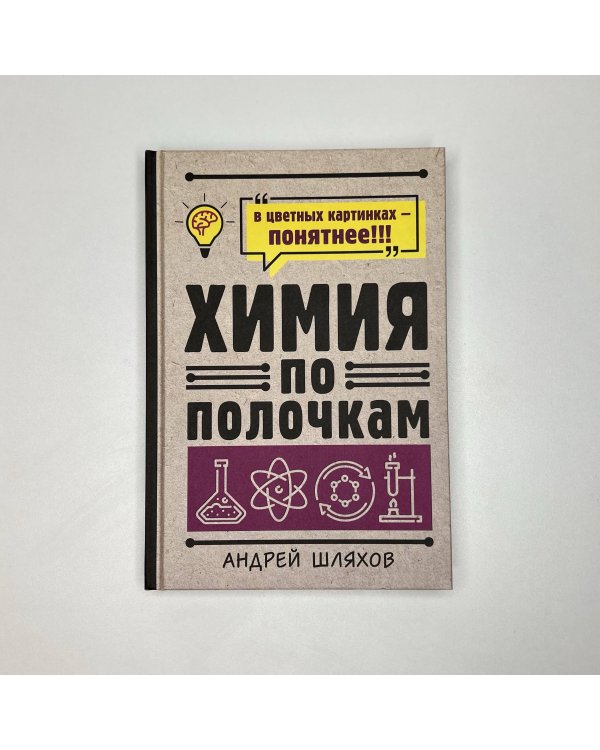 „в цветных картинках –
понятнее!!!”
ХИМИЯ
ПО
ПОЛОЧКАМ
АНДРЕЙ ШЛЯХОВ